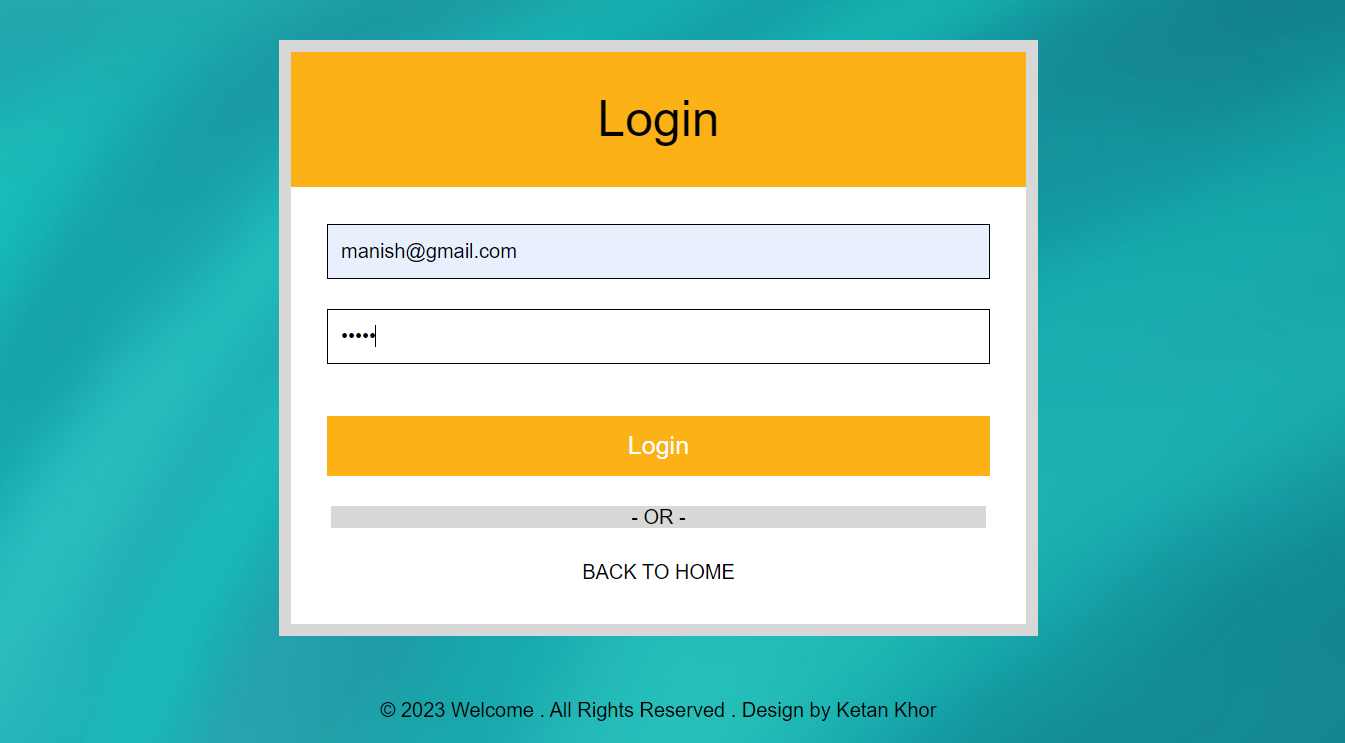 Login
manish@gmail.com
•••••
Login
- OR -
BACK TO HOME
© 2023 Welcome . All Rights Reserved . Design by Ketan Khor